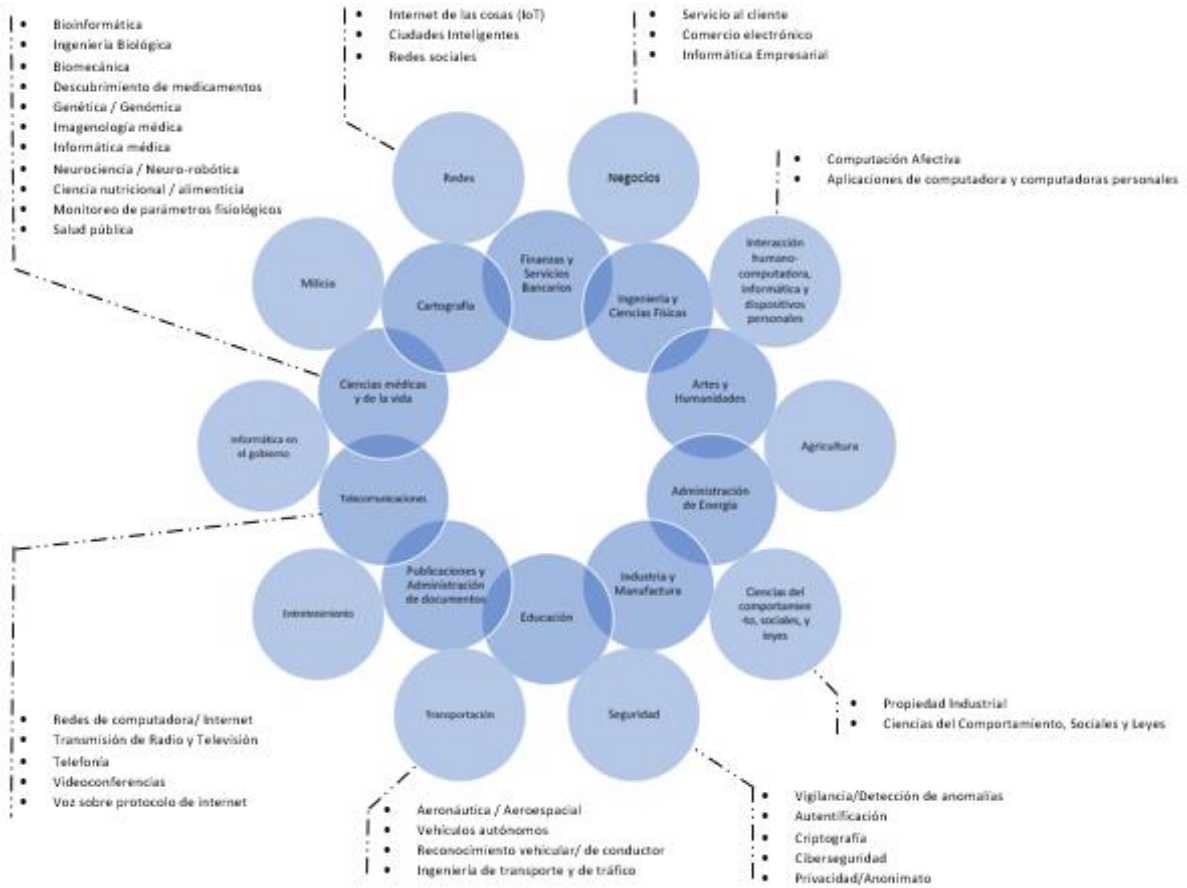 Bioinformática
Ingeniería Biológica
Biomecánica
Descubrimiento de medicamentos
Genética / Genómica
Imagenología médica
Informática médica
Neurociencia / Neuro-robótica
Ciencia nutricional / alimenticia
Monitoreo de parámetros fisiológicos
Salud pública
Internet de las cosas (IoT)
Ciudades Inteligentes
Redes sociales
Servicio al cliente
Comercio electrónico
Informática Empresarial
Computación Afectiva
Aplicaciones de computadora y computadoras personales
Redes
Negocios
Milicia
Cartografía
Finanzas y
Servicios
Bancarios
Ingeniería y
Ciencias Físicas
Interacción
humano-
computadora,
Informática y
dispositivos
personales
Ciencias médicas
y de la vida
Artes y
Humanidades
Informática en
el gobierno
Agricultura
Telecomunicaciones
Administración
de Energía
Entretenimiento
Publicaciones y
Administración
de documentos
Educación
Industria y
Manufactura
Ciencias del
comportamien
to, sociales, y
leyes
Transportación
Seguridad
Redes de computadora/ Internet
Transmisión de Radio y Televisión
Telefonía
Videoconferencias
Voz sobre protocolo de internet
Aeronáutica / Aeroespacial
Vehículos autónomos
Reconocimiento vehicular/ de conductor
Ingeniería de transporte y de tráfico
Propiedad Industrial
Ciencias del Comportamiento, Sociales y Leyes
Vigilancia/Detección de anomalías
Autentificación
Criptografía
Ciberseguridad
Privacidad/Anonimato